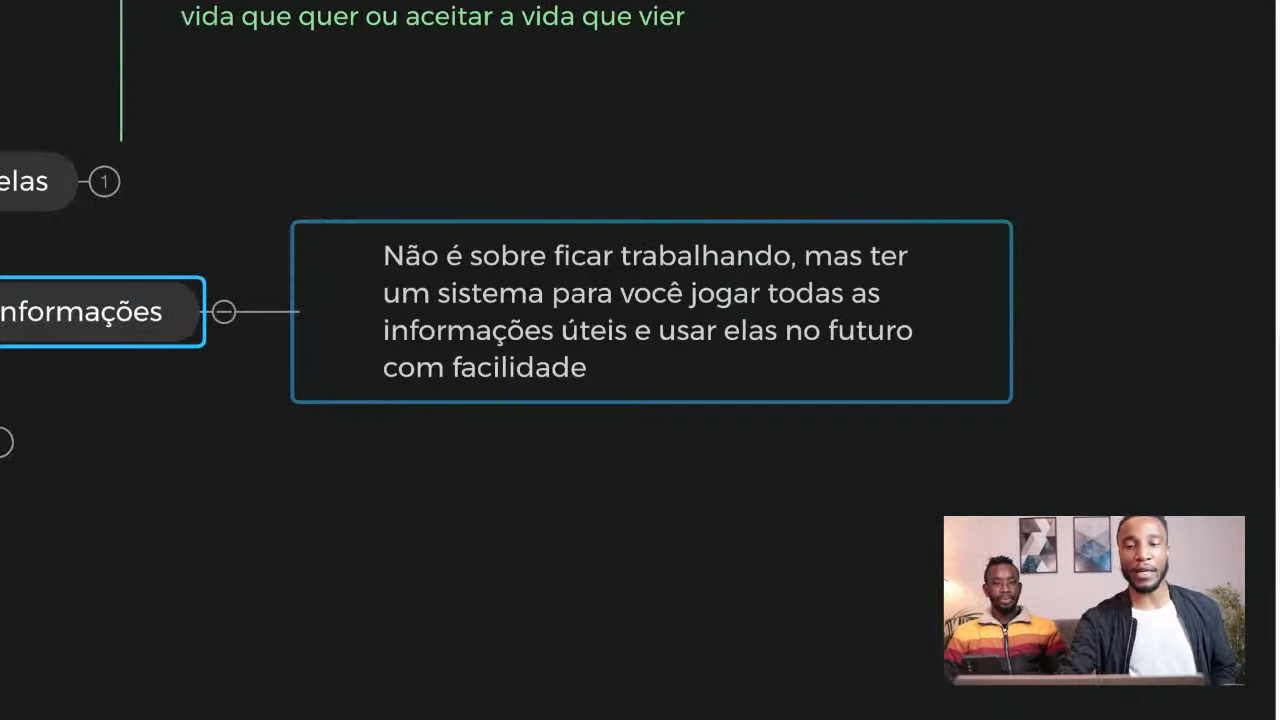 vida que quer ou aceitar a vida que vier
elas
1
nformações
Não é sobre ficar trabalhando, mas ter
um sistema para você jogar todas as
informações úteis e usar elas no futuro
com facilidade